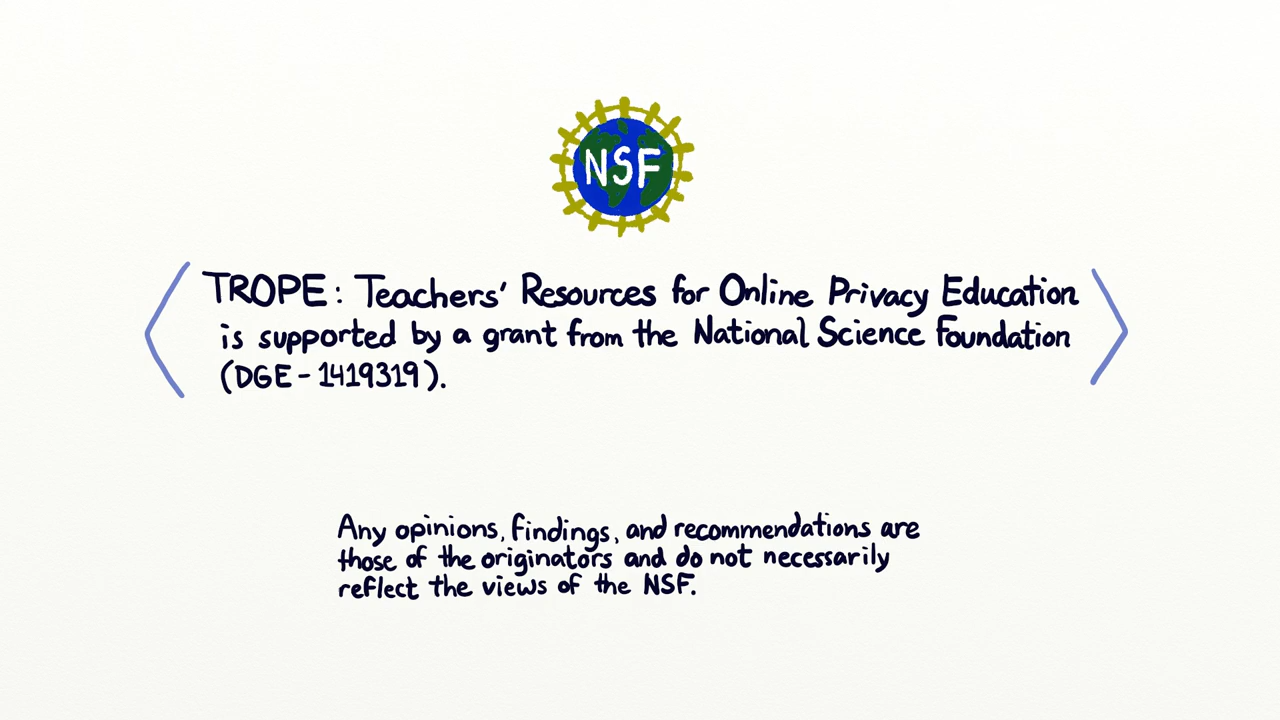 NSF
TROPE: Teachers' Resources for Online Privacy Education
is supported by a grant from the National Science Foundation
(DGE-1419319).
Any opinions, findings, and recommendations are
those of the originators and do not necessarily
reflect the views of the NSF.